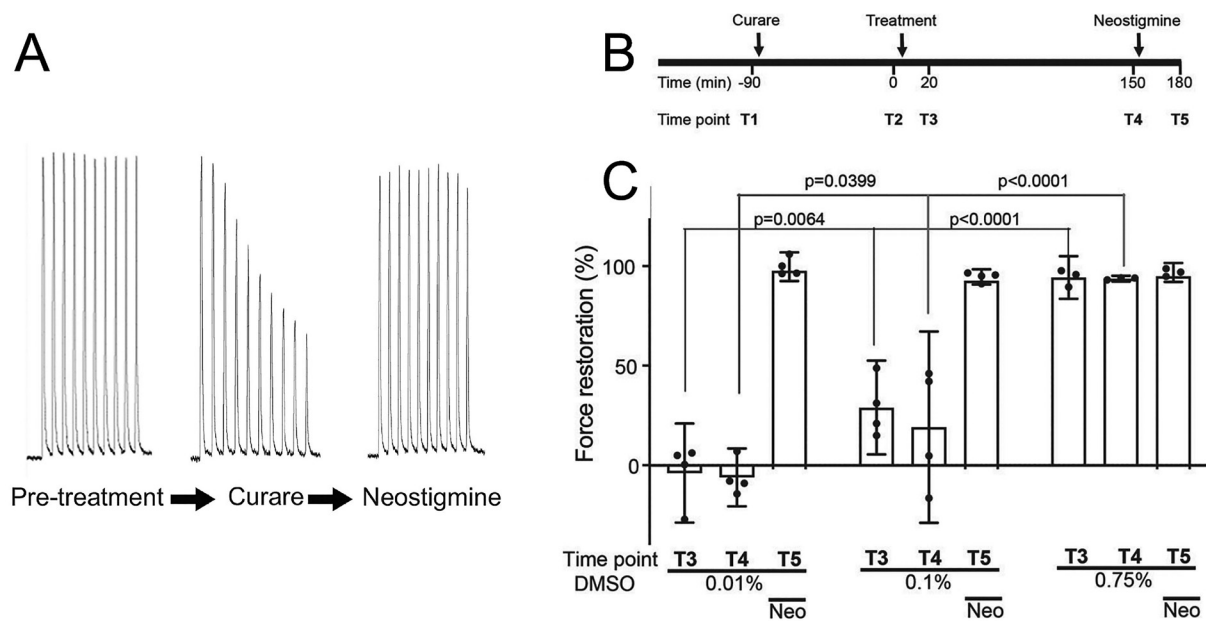 A
Pre-treatment Curare Neostigmine
B
Curare Treatment Neostigmine
Time (min) -90 0 20 150 180
Time point T1 T2 T3 T4 T5
C
p=0.0399 p<0.0001
p=0.0064 p<0.0001
Force restoration (%)
100
50
0
Time point T3 T4 T5 T3 T4 T5 T3 T4 T5
DMSO 0.01% 0.1% 0.75%
Neo Neo Neo